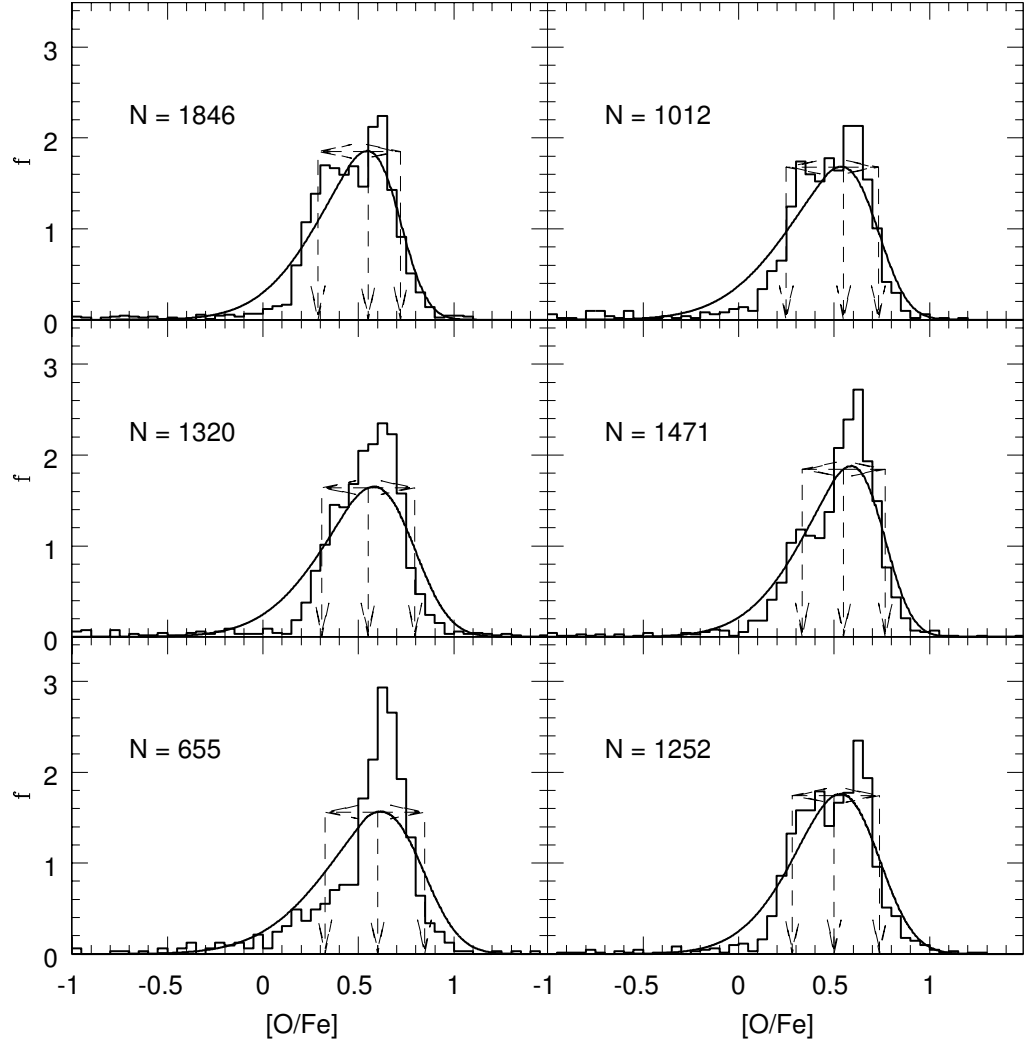 3
2
1
0
f
N = 1846
N = 1012
3
2
1
0
f
N = 1320
N = 1471
3
2
1
0
f
N = 655
N = 1252
-1 -0.5 0 0.5 1 -1 -0.5 0 0.5 1
[O/Fe] [O/Fe]